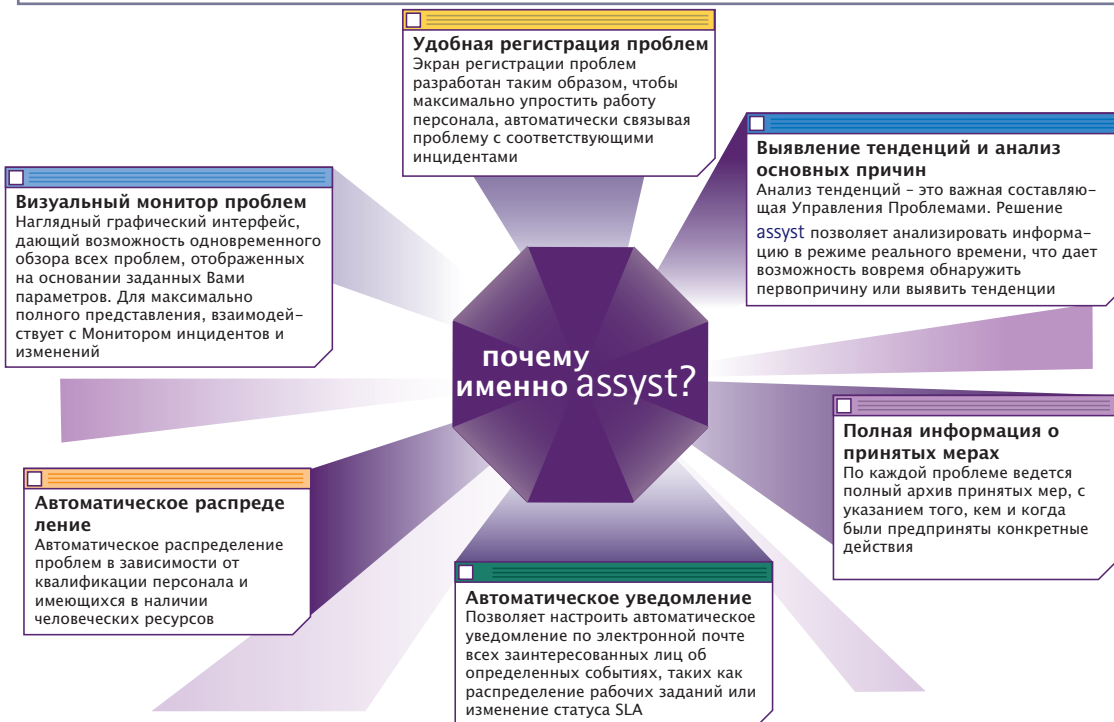 Удобная регистрация проблем
Экран регистрации проблем
разработан таким образом, чтобы
максимально упростить работу
персонала, автоматически связывая
проблему с соответствующими
инцидентами
Выявление тенденций и анализ
основных причин
Анализ тенденций – это важная составляю-
щая Управления Проблемами. Решение
assyst позволяет анализировать информа-
цию в режиме реального времени, что дает
возможность вовремя обнаружить
первопричину или выявить тенденции
Визуальный монитор проблем
Наглядный графический интерфейс,
дающий возможность одновременного
обзора всех проблем, отображенных
на основании заданных Вами
параметров. Для максимально
полного представления, взаимодей-
ствует с Монитором инцидентов и
изменений
почему
именно assyst?
Полная информация о
принятых мерах
По каждой проблеме ведется
полный архив принятых мер, с
указанием того, кем и когда
были предприняты конкретные
действия
Автоматическое распреде
ление
Автоматическое распределение
проблем в зависимости от
квалификации персонала и
имеющихся в наличии
человеческих ресурсов
Автоматическое уведомление
Позволяет настроить автоматическое
уведомление по электронной почте
всех заинтересованных лиц об
определенных событиях, таких как
распределение рабочих заданий или
изменение статуса SLA